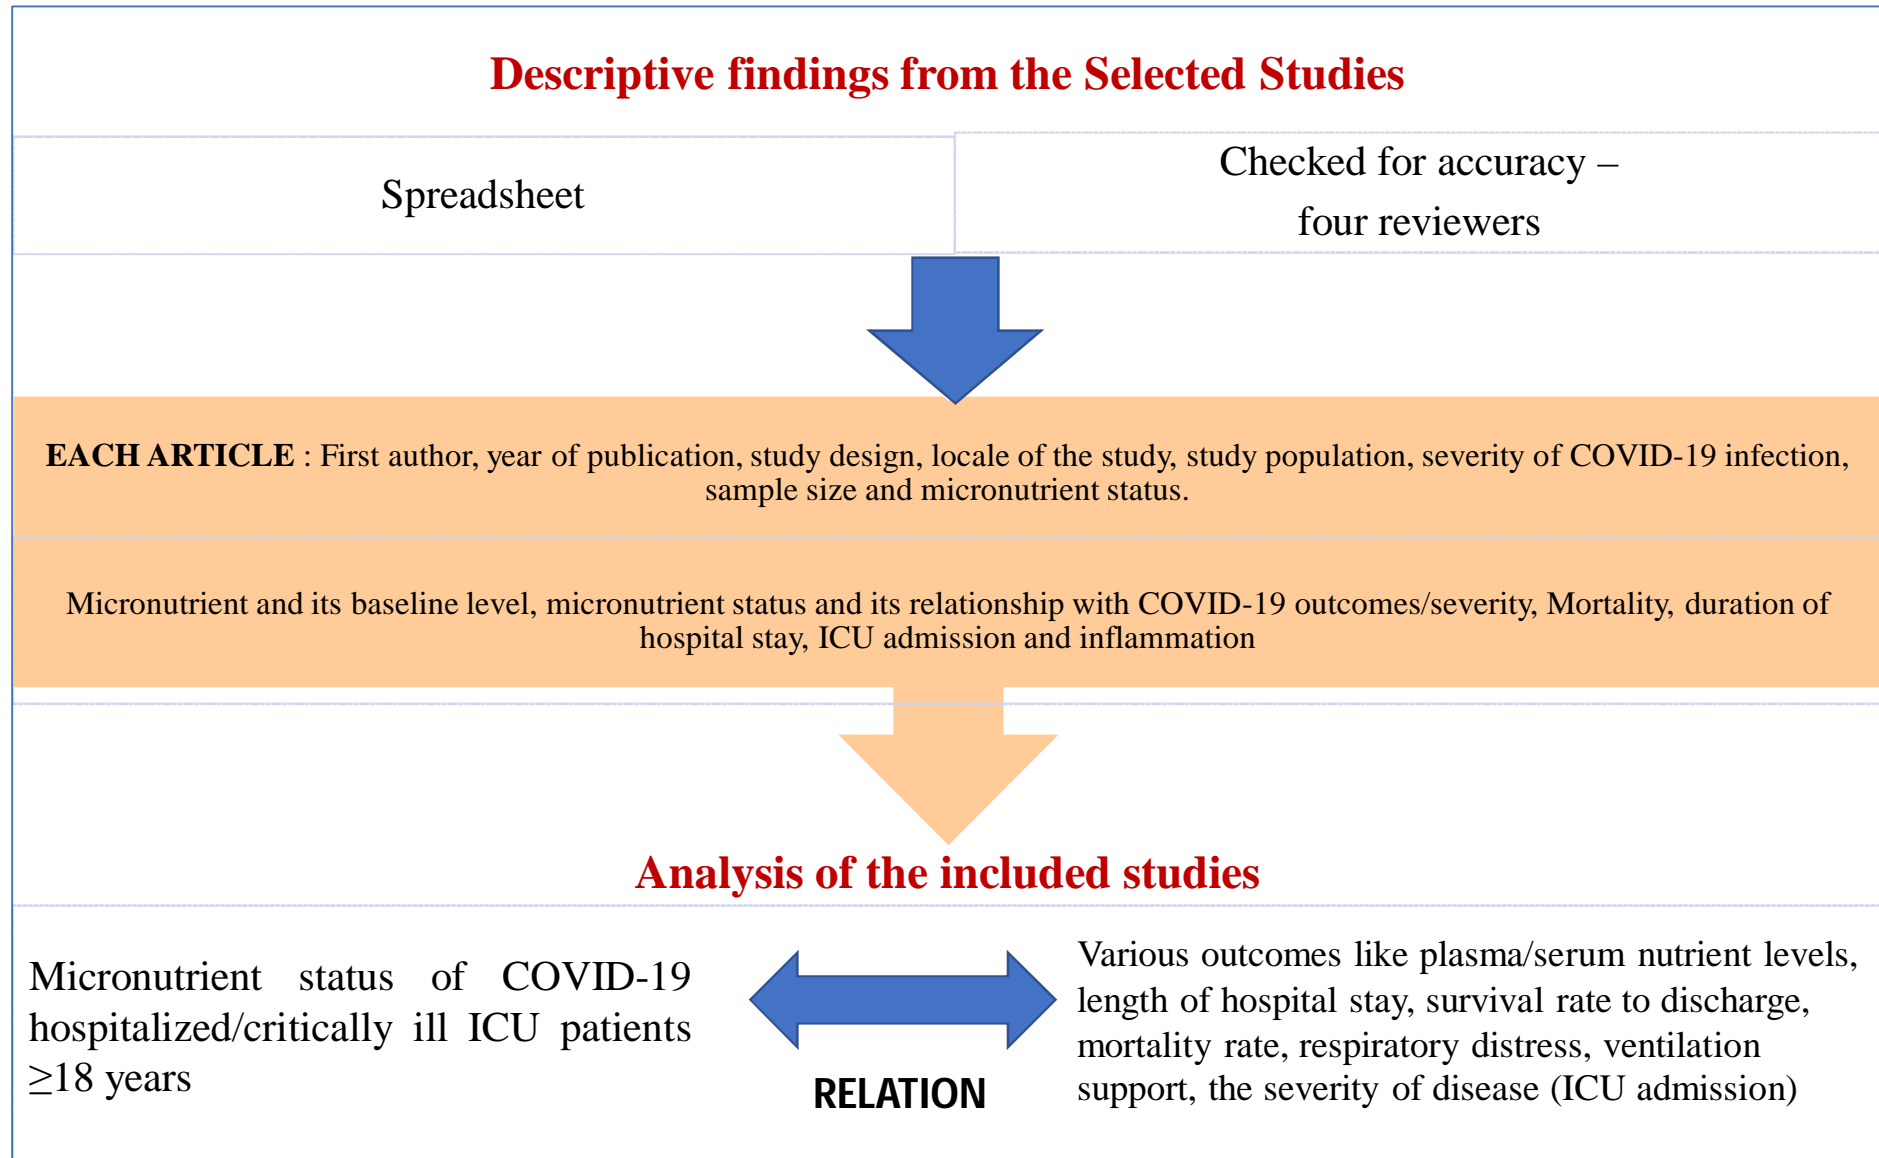 Descriptive findings from the Selected Studies
Spreadsheet
Checked for accuracy –
four reviewers
EACH ARTICLE : First author, year of publication, study design, locale of the study, study population, severity of COVID-19 infection,
sample size and micronutrient status.
Micronutrient and its baseline level, micronutrient status and its relationship with COVID-19 outcomes/severity, Mortality, duration of
hospital stay, ICU admission and inflammation
Analysis of the included studies
Micronutrient status of COVID-19
hospitalized/critically ill ICU patients
≥18 years
RELATION
Various outcomes like plasma/serum nutrient levels,
length of hospital stay, survival rate to discharge,
mortality rate, respiratory distress, ventilation
support, the severity of disease (ICU admission)